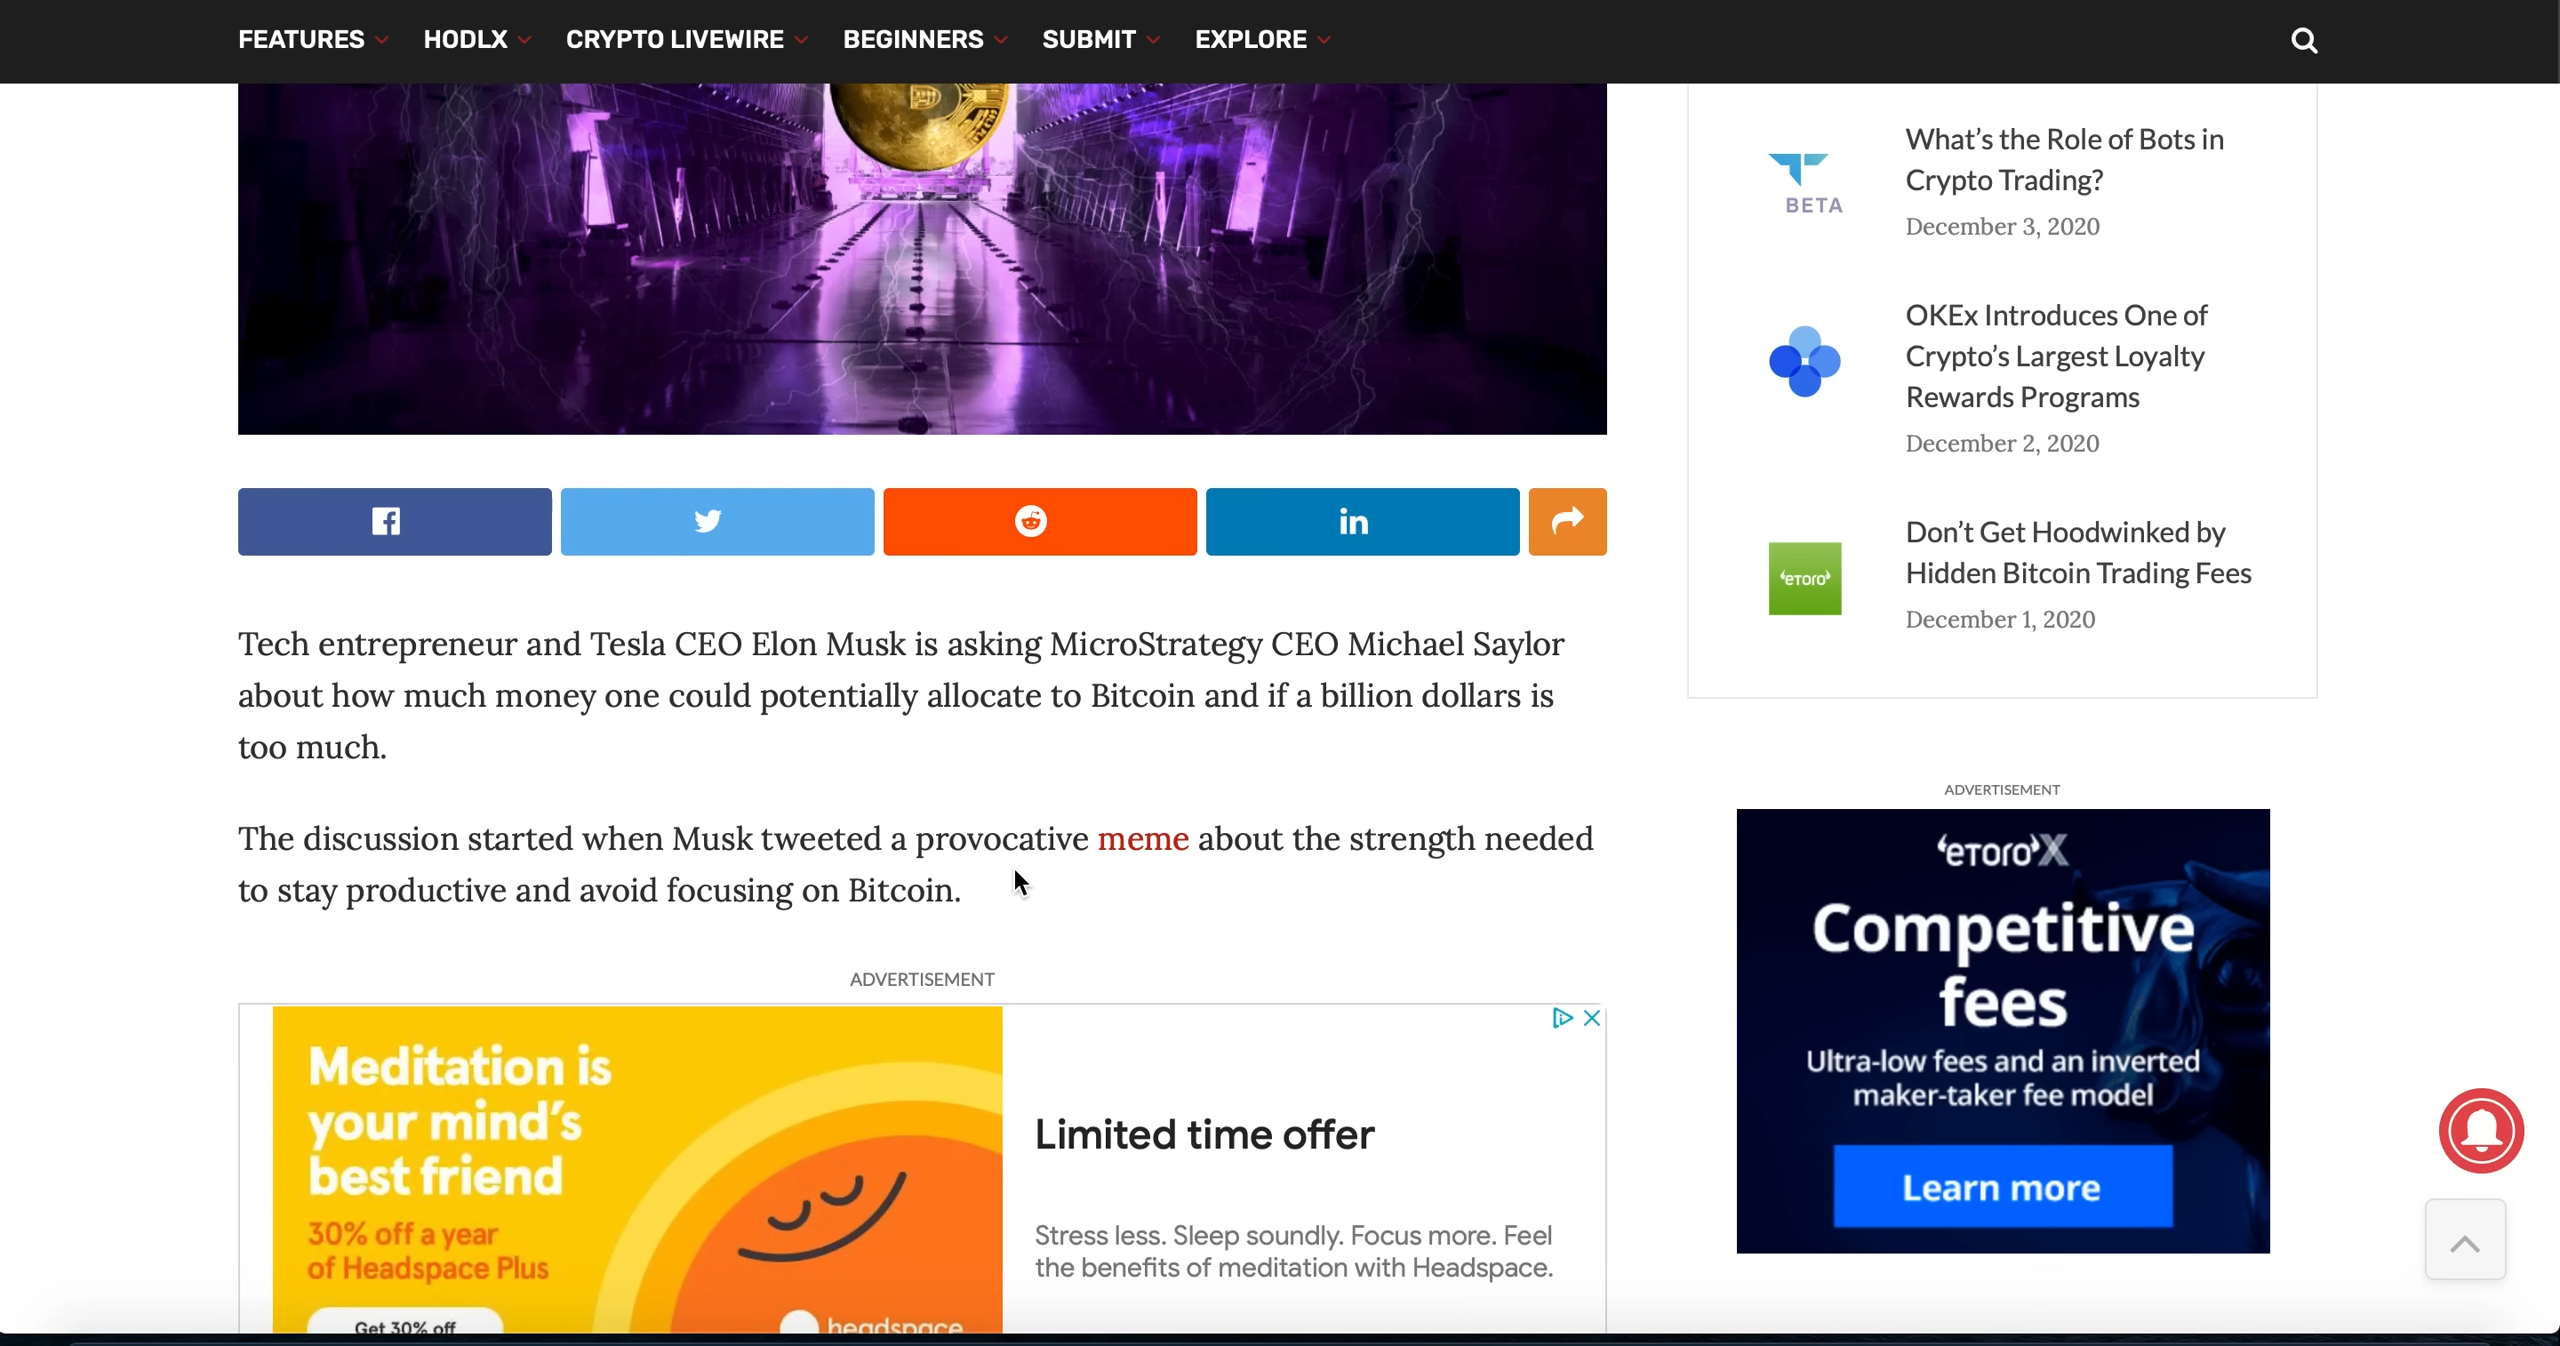 FEATURES HODLX CRYPTO LIVEWIRE BEGINNERS SUBMIT EXPLORE
What’s the Role of Bots in
Crypto Trading?
December 3, 2020
BETA
OKEx Introduces One of
Crypto’s Largest Loyalty
Rewards Programs
December 2, 2020
Don’t Get Hoodwinked by
Hidden Bitcoin Trading Fees
December 1, 2020
eToro
in
Tech entrepreneur and Tesla CEO Elon Musk is asking MicroStrategy CEO Michael Saylor
about how much money one could potentially allocate to Bitcoin and if a billion dollars is
too much.
The discussion started when Musk tweeted a provocative meme about the strength needed
to stay productive and avoid focusing on Bitcoin.
ADVERTISEMENT
Meditation is
your mind’s
best friend
30% off a year
of Headspace Plus
Get 30% off
headspace
Limited time offer
Stress less. Sleep soundly. Focus more. Feel
the benefits of meditation with Headspace.
ADVERTISEMENT
eToroX
Competitive
fees
Ultra-low fees and an inverted
maker-taker fee model
Learn more